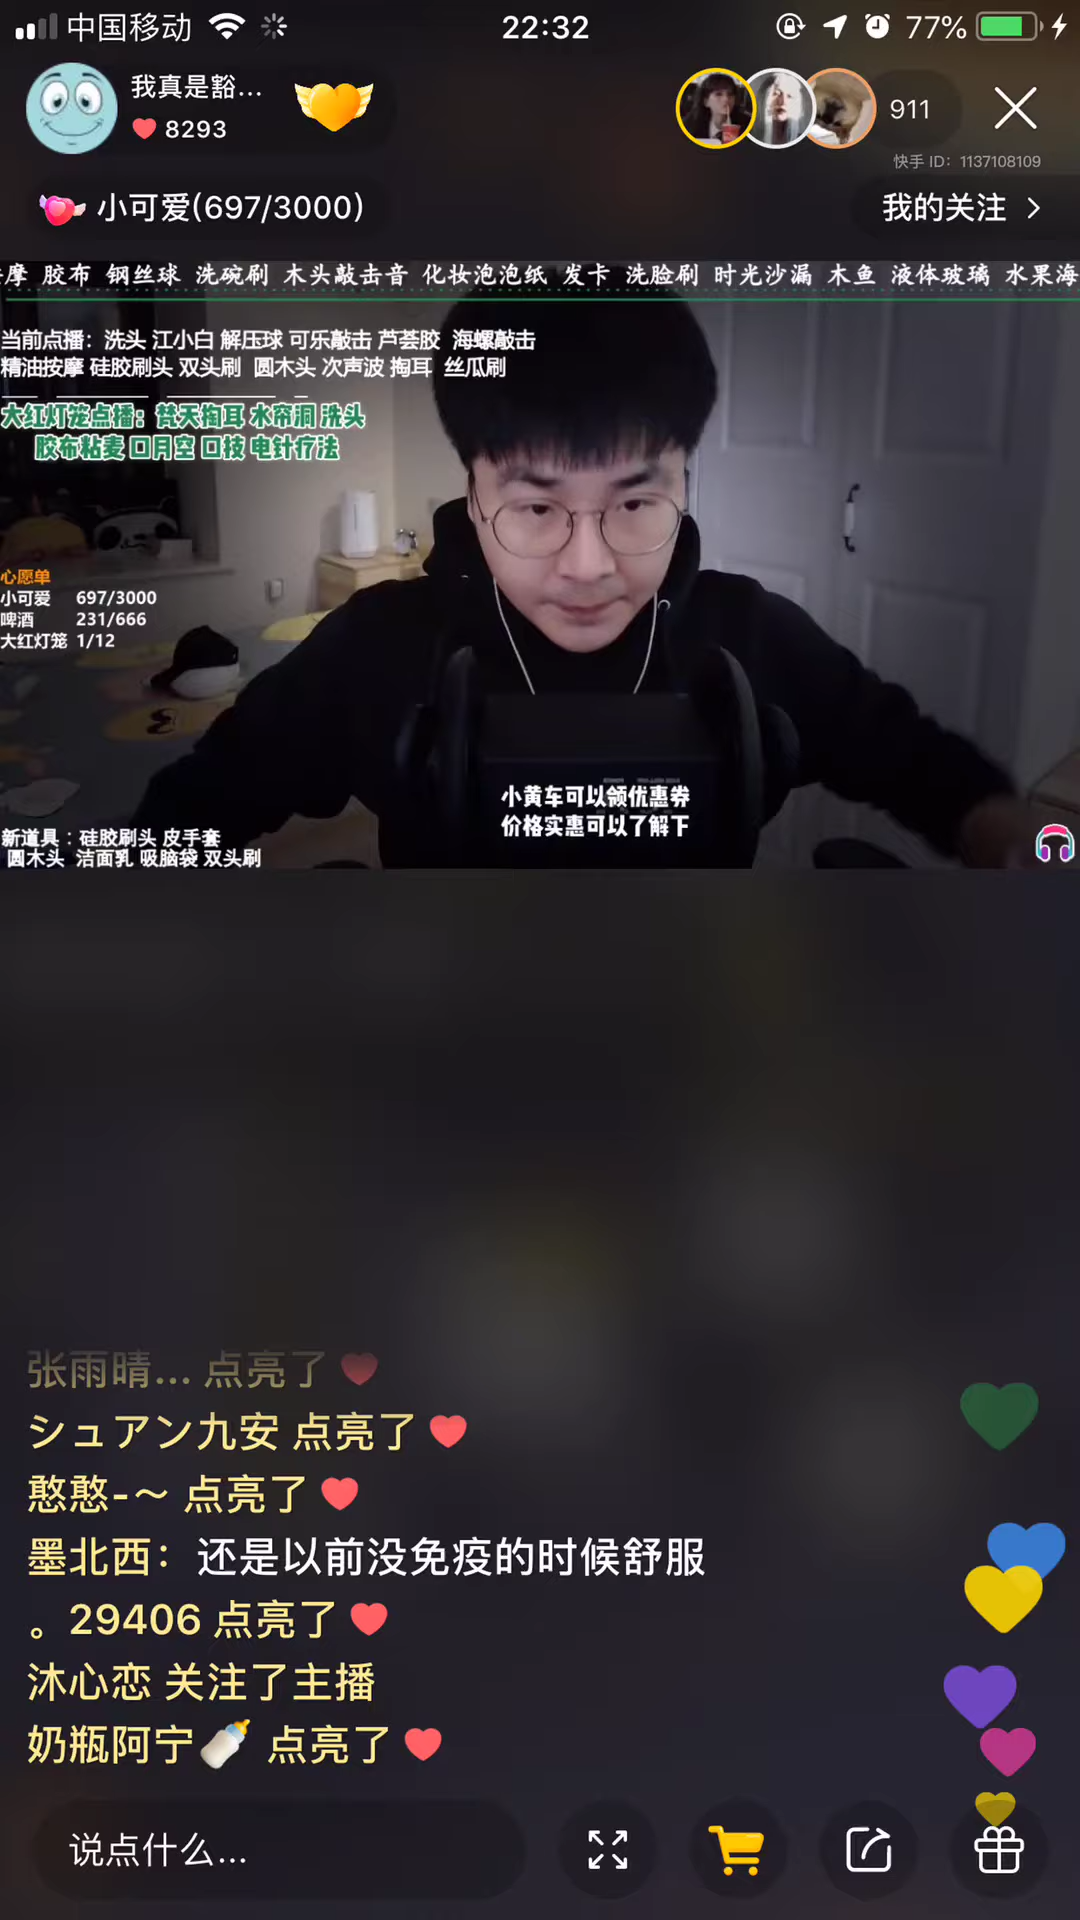 中国移动
22:32
77%
我真是豁...
8293
911
快手 ID: 1137108109
小可爱(697/3000)
我的关注
摩 胶布 钢丝球 洗碗刷 木头敲击音 化妆泡泡纸 发卡 洗脸刷 时光沙漏 木鱼 液体玻璃 水果海
当前点播：洗头 江小白 解压球 可乐敲击 芦荟胶 海螺敲击
精油按摩 硅胶刷头 双头刷 圆木头 次声波 掏耳 丝瓜刷
大红灯笼点播：梵天掏耳 水帘洞 洗头
胶布粘麦 口月空 口技 电针疗法
心愿单
小可爱 697/3000
啤酒 231/666
大红灯笼 1/12
小黄车可以领优惠券
价格实惠可以了解下
新道具：硅胶刷头 皮手套
圆木头 洁面乳 吸脑袋 双头刷
张雨晴... 点亮了
シュアン九安 点亮了
憨憨-～ 点亮了
墨北西：还是以前没免疫的时候舒服
。29406 点亮了
沐心恋 关注了主播
奶瓶阿宁🍼 点亮了
说点什么...